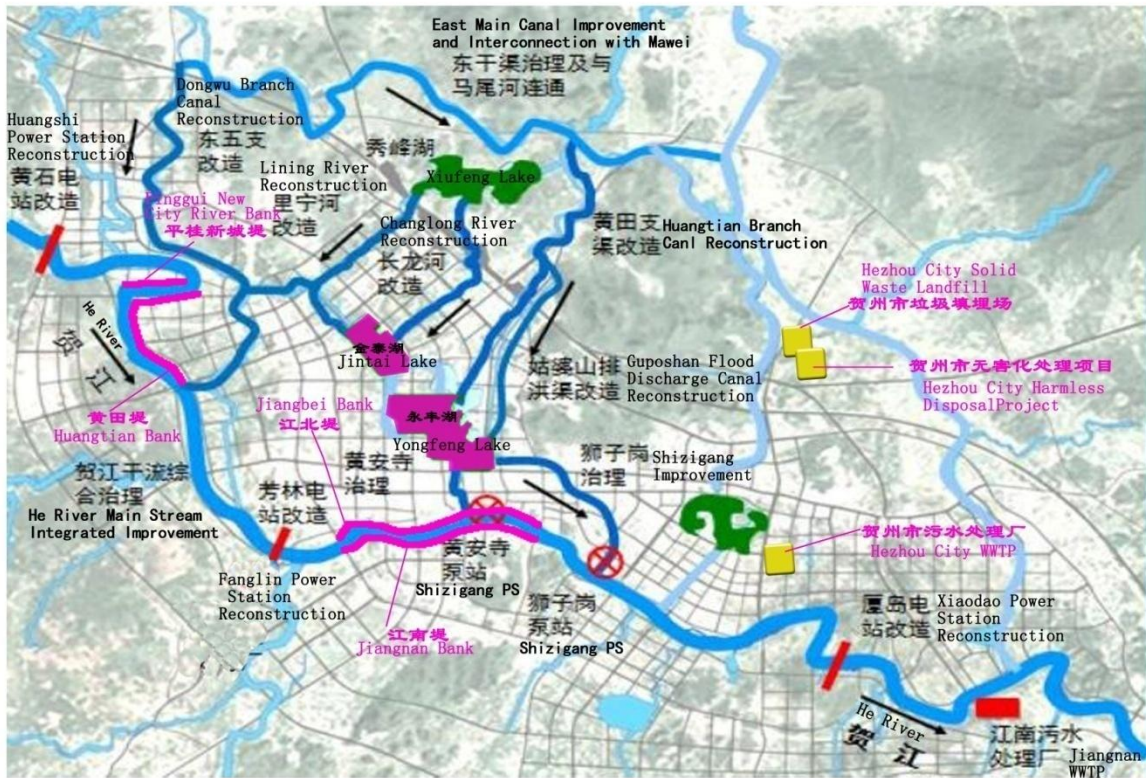 East Main Canal Improvement
and Interconnection with Mawei
东干渠治理及与
马尾河连通
Dongwu Branch
Canal
Reconstruction
东五支
改造
Huangshi
Power Station
Reconstruction
黄石电
站改造
Pinggui New
City River Bank
平桂新城堤
Lining River
Reconstruction
里宁河
改造
秀峰湖
Xiufeng Lake
Changlong River
Reconstruction
长龙河
改造
黄田支
渠改造
Huangtian Branch
Canl Reconstruction
Hezhou City Solid
Waste Landfill
贺州市垃圾填埋场
贺州市无害化处理项目
Hezhou City Harmless
DisposalProject
He River
贺
江
金泰湖
Jintai Lake
姑婆山排
洪渠改造
Guposhan Flood
Discharge Canal
Reconstruction
黄田堤
Huangtian Bank
Jiangbei Bank
江北堤
永丰湖
Yongfeng Lake
黄安寺
治理
狮子岗
治理
Shizigang
Improvement
贺江干流综
合治理
He River Main Stream
Integrated Improvement
芳林电
站改造
Fanglin Power
Station
Reconstruction
黄安寺
泵站
Shizigang PS
江南堤
Jiangnan Bank
狮子岗
泵站
Shizigang PS
贺州市污水处理厂
Hezhou City WWTP
厦岛电
站改造
Xiaodao Power
Station
Reconstruction
He River
贺江
江南污水
处理厂
Jiangnan
WWTP